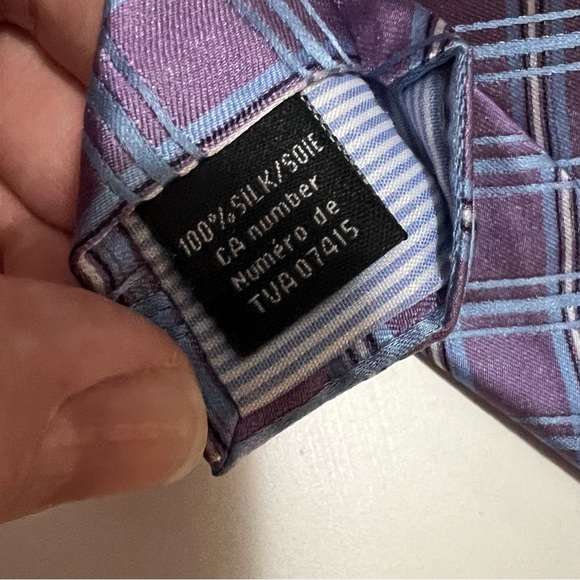 100% SILK/SOIE
CA number
Numéro de
TVA 07415